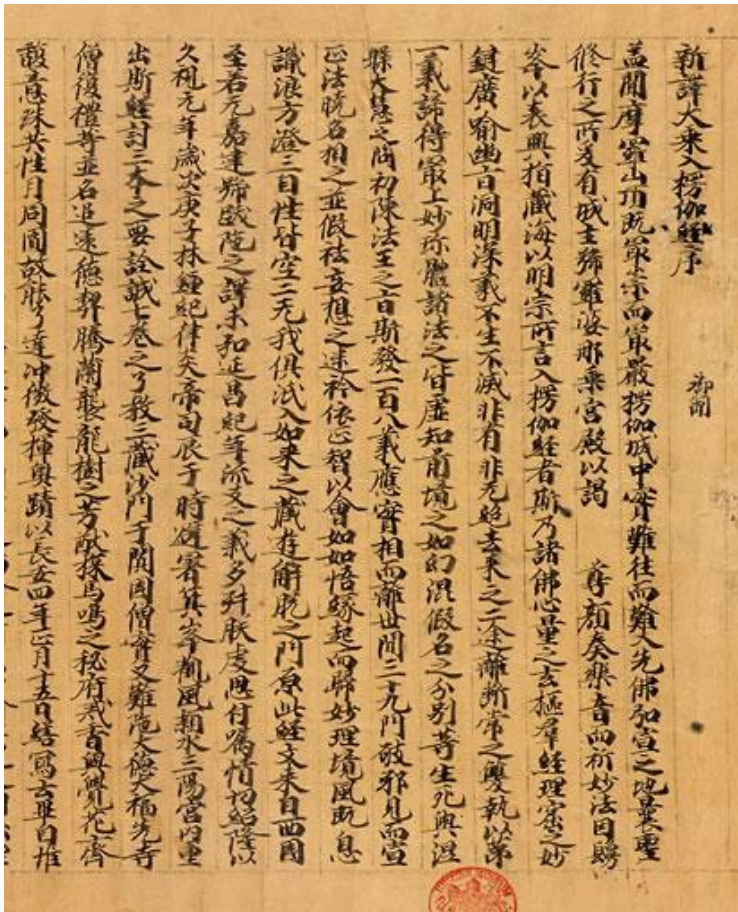 新譯大乘入楞伽經序
御製
蓋聞摩羅山頂既最崇而最嚴楞伽城中實難往而難入先佛弘宣之地曩聖
修行之所爰有城主號羅婆那乘宮殿以謁 尊顏奏樂音而祈妙法因鬘
岑以表興指藏海以明宗所言入楞伽經者斯乃諸佛心量之玄樞群經理窟之妙
鍵廣喻幽旨洞明深義不生不滅非有非无絕去來之二途離斷常之雙執以第
一義諦得最上妙珎體諸法之皆虛知前境之如幻混假名之分別等生死與涅
槃大慧之問初陳法王之旨斯發一百八義應實相而離世間三十九門破邪見而宣
正法曉名相之並假祛妄想之迷衿依正智以會如如悟緣起而歸妙理境風既息
識浪方澄三自性皆空二无我俱泯入如來之藏遊解脫之門原此經文來自西國
至若元嘉建號跋陀之譯未弘延昌紀年流支之義多舛朕虔思付囑情切紹隆以
久視元年歲次庚子林鍾紀律炎帝司辰于時避暑箕岑觀風潁水三陽宮內重
出斯經討三本之要詮誠七卷之了教三藏沙門于闐國僧實叉難陀大德大福先寺
僧復禮等並名追遠德契騰蘭襲龍樹之芳猷探馬鳴之秘府戒香與覺花齊
馥意珠共性月同圓故能了達沖微發揮奧賾以長安四年正月十五日繕寫云畢自惟